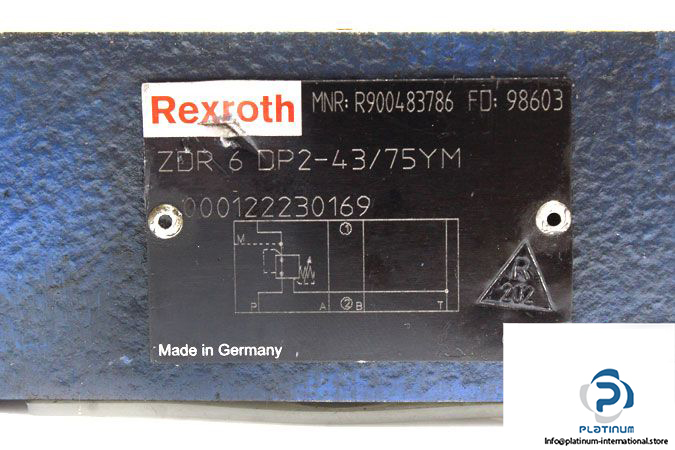 Rexroth
MNR: R900483786 FD: 98603
ZDR 6 DP2-43/75YM
000122230169
M
1
P A 2 B T
R
202
Made in Germany
PLATINUM
Info@platinum-international.store